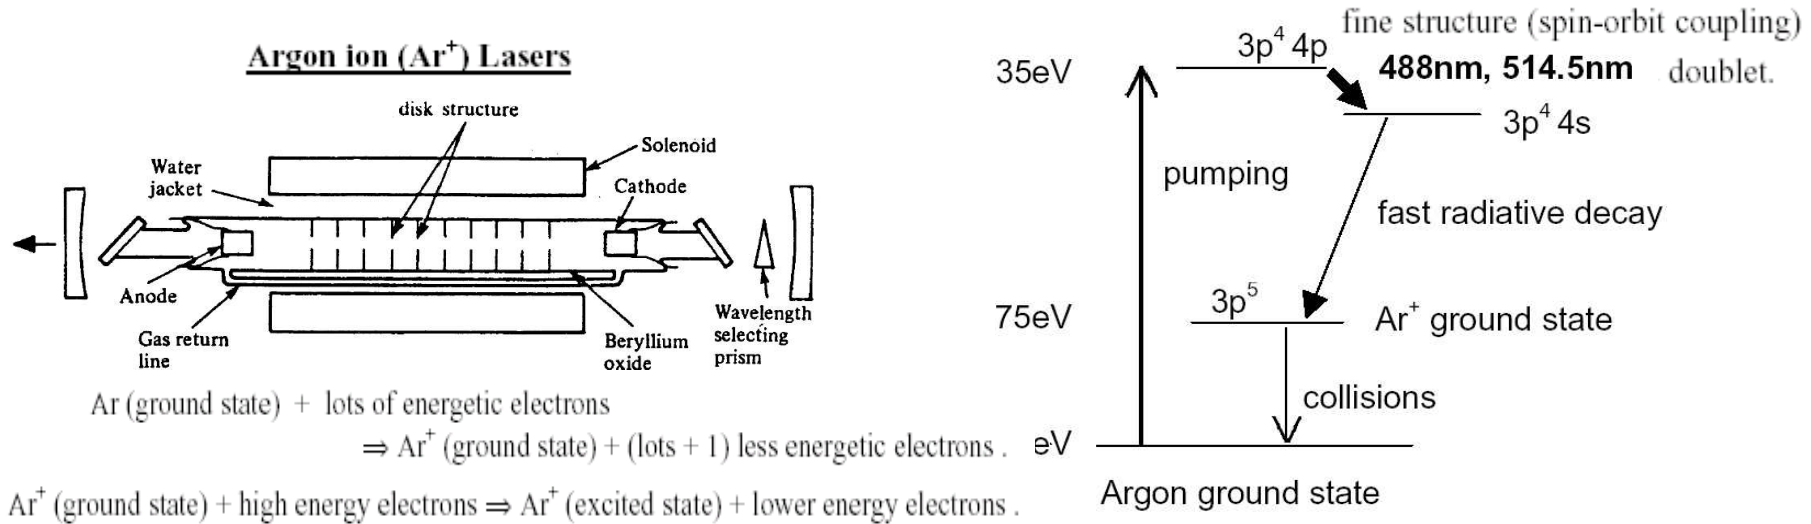 Argon ion (Ar⁺) Lasers
disk structure
Solenoid
Water
jacket
Cathode
Anode
Gas return
line
Beryllium
oxide
Wavelength
selecting
prism
Ar (ground state) + lots of energetic electrons
⇒ Ar⁺ (ground state) + (lots + 1) less energetic electrons .
Ar⁺ (ground state) + high energy electrons ⇒ Ar⁺ (excited state) + lower energy electrons .
fine structure (spin-orbit coupling)
35eV
3p⁴ 4p
488nm, 514.5nm doublet.
3p⁴ 4s
pumping
fast radiative decay
75eV
3p⁵
Ar⁺ ground state
collisions
eV
Argon ground state